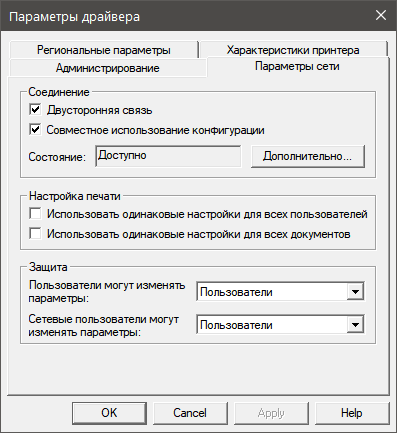 Параметры драйвера
Региональные параметры
Характеристики принтера
Администрирование
Параметры сети
Соединение
Двусторонняя связь
Совместное использование конфигурации
Состояние:
Доступно
Дополнительно...
Настройка печати
Использовать одинаковые настройки для всех пользователей
Использовать одинаковые настройки для всех документов
Защита
Пользователи могут изменять
параметры:
Пользователи
Сетевые пользователи могут
изменять параметры:
Пользователи
OK
Cancel
Apply
Help